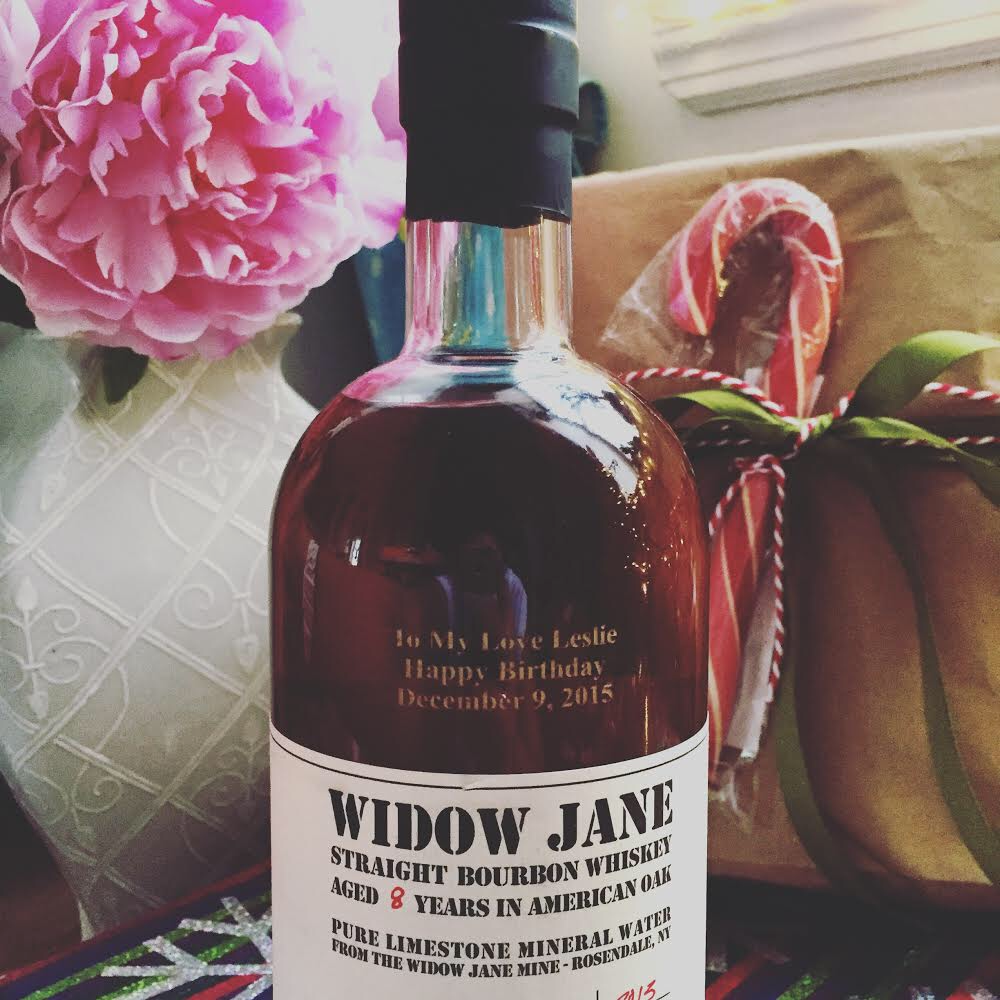 To My Love Leslie
Happy Birthday
December 9, 2015
WIDOW JANE
STRAIGHT BOURBON WHISKEY
AGED 8 YEARS IN AMERICAN OAK
PURE LIMESTONE MINERAL WATER
FROM THE WIDOW JANE MINE - ROSENDALE, NY